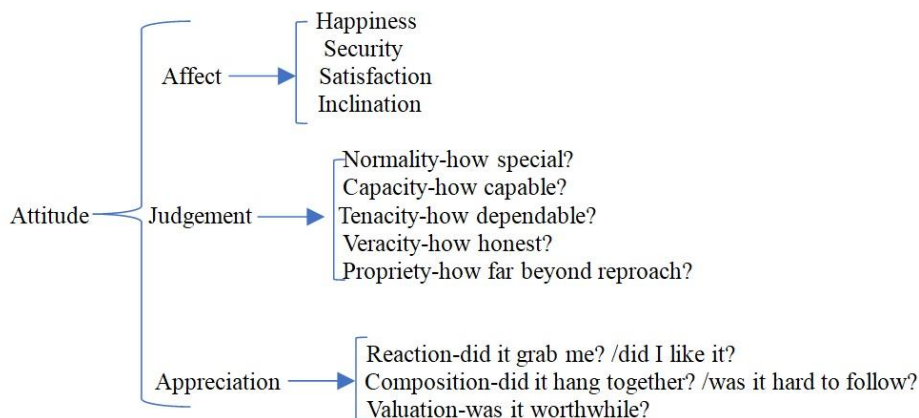 Attitude
Affect
Happiness
Security
Satisfaction
Inclination
Judgement
Normality-how special?
Capacity-how capable?
Tenacity-how dependable?
Veracity-how honest?
Propriety-how far beyond reproach?
Appreciation
Reaction-did it grab me? /did I like it?
Composition-did it hang together? /was it hard to follow?
Valuation-was it worthwhile?